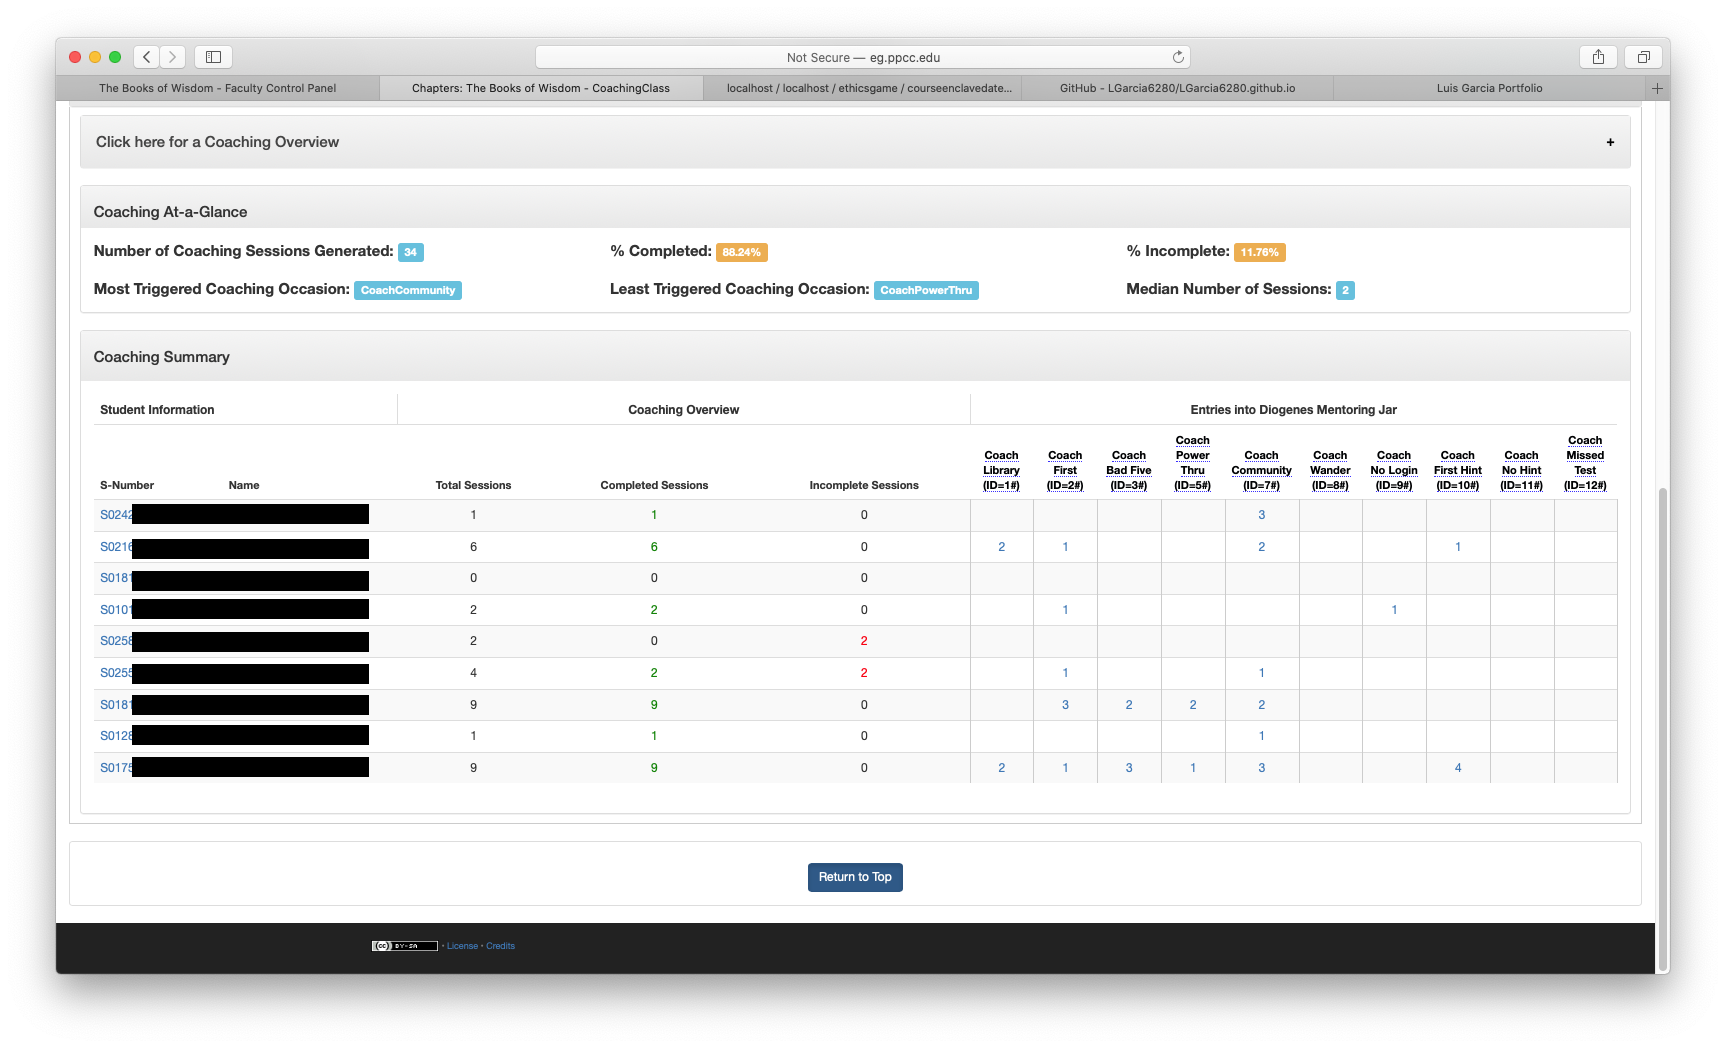 Not Secure — eg.ppcc.edu
The Books of Wisdom - Faculty Control Panel
Chapters: The Books of Wisdom - CoachingClass
localhost / localhost / ethicsgame / courseenclavedate...
GitHub - LGarcia6280/LGarcia6280.github.io
Luis Garcia Portfolio
+
Click here for a Coaching Overview +
Coaching At-a-Glance
Number of Coaching Sessions Generated: 34 % Completed: 88.24% % Incomplete: 11.76%
Most Triggered Coaching Occasion: CoachCommunity Least Triggered Coaching Occasion: CoachPowerThru Median Number of Sessions: 2
Coaching Summary
Student Information Coaching Overview Entries into Diogenes Mentoring Jar
S-Number Name Total Sessions Completed Sessions Incomplete Sessions
Coach
Library
(ID=1#)
Coach
First
(ID=2#)
Coach
Bad Five
(ID=3#)
Coach
Power
Thru
(ID=5#)
Coach
Community
(ID=7#)
Coach
Wander
(ID=8#)
Coach
No Login
(ID=9#)
Coach
First Hint
(ID=10#)
Coach
No Hint
(ID=11#)
Coach
Missed
Test
(ID=12#)
S0242 1 1 0 3
S0216 6 6 0 2 1 2 1
S0181 0 0 0
S0101 2 2 0 1 1
S0258 2 0 2
S0255 4 2 2 1 1
S0181 9 9 0 3 2 2 2
S0128 1 1 0 1
S0175 9 9 0 2 1 3 1 3 4
Return to Top
(cc) BY-SA • License • Credits